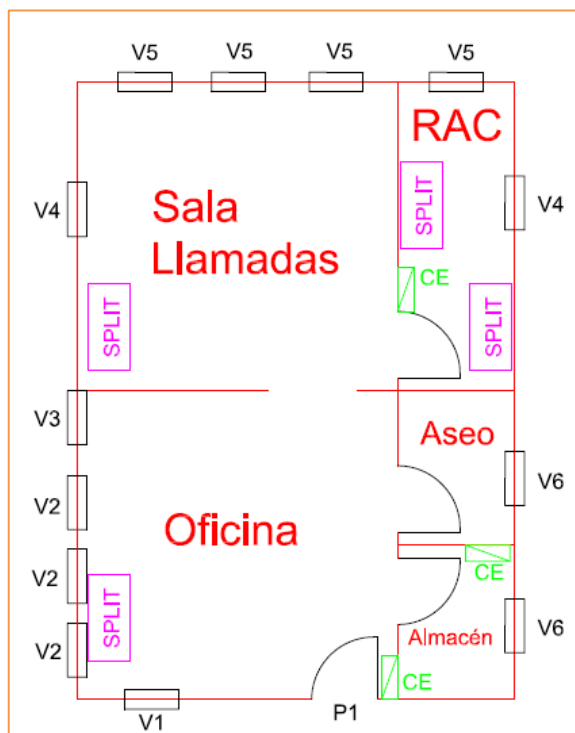 V5
V5
V5
V5
RAC
V4
Sala
Llamadas
SPLIT
V4
CE
SPLIT
SPLIT
V3
Aseo
V2
Oficina
V6
V2
CE
SPLIT
V2
Almacén
V6
CE
V1
P1